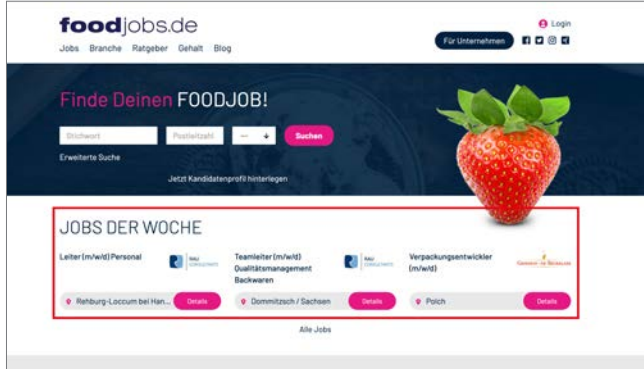 foodjobs.de
Login
Jobs Branche Ratgeber Gehalt Blog
Für Unternehmen
Finde Deinen FOODJOB!
Stichwort Postleitzahl --- Suchen
Erweiterte Suche
Jetzt Kandidatenprofil hinterlegen
JOBS DER WOCHE
Leiter (m/w/d) Personal
RAU
Teamleiter (m/w/d)
Qualitätsmanagement
Backwaren
RAU
Verpackungsentwickler
(m/w/d)
Rehburg-Loccum bei Han... Details
Dommitzsch / Sachsen Details
Polch Details
Alle Jobs